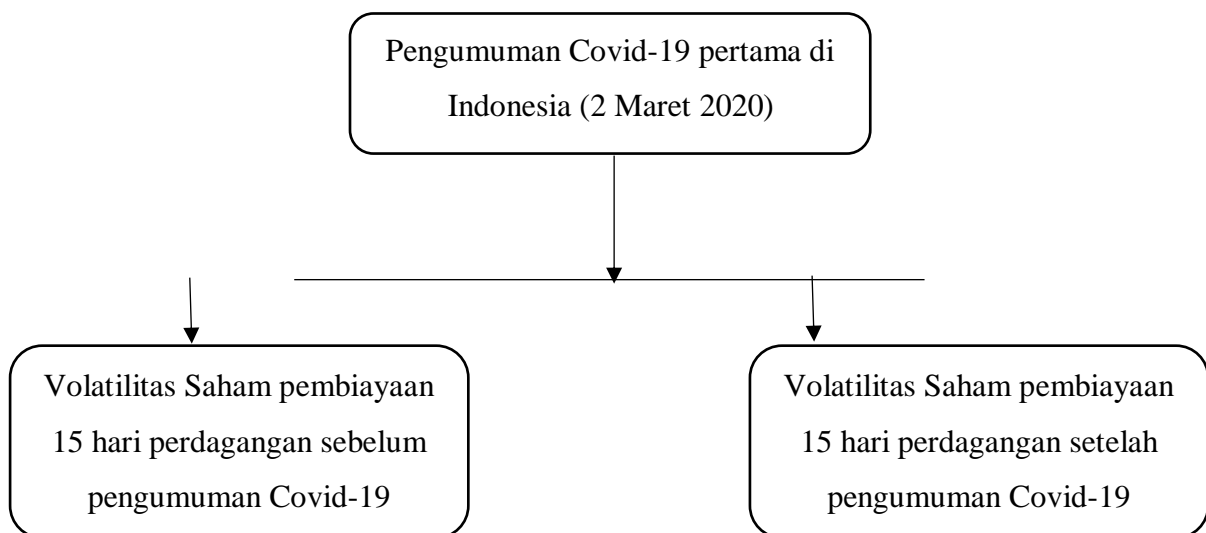 Pengumuman Covid-19 pertama di
Indonesia (2 Maret 2020)
Volatilitas Saham pembiayaan
15 hari perdagangan sebelum
pengumuman Covid-19
Volatilitas Saham pembiayaan
15 hari perdagangan setelah
pengumuman Covid-19